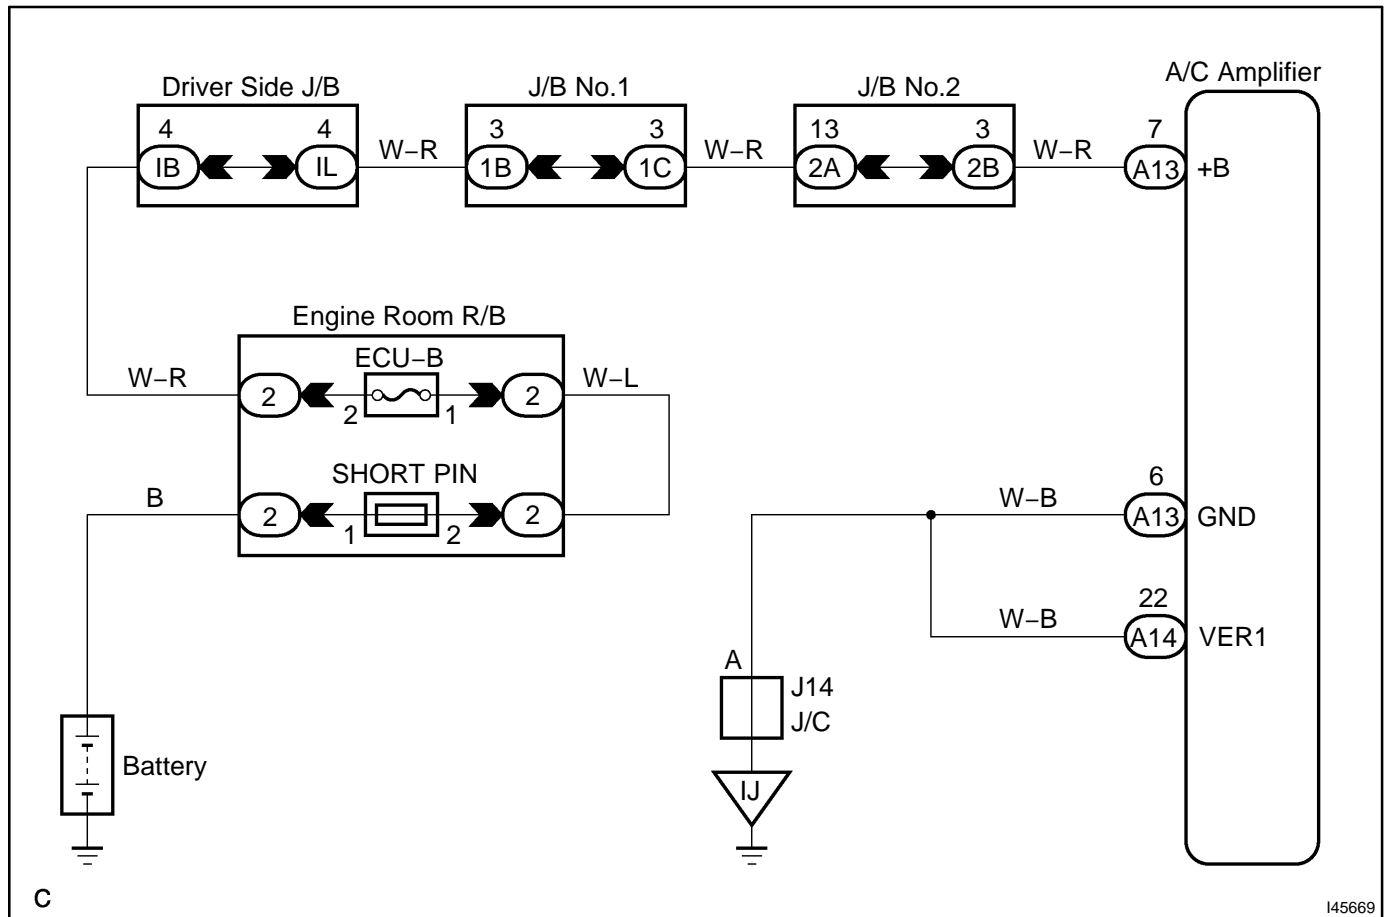 Driver Side J/B
J/B No.1
J/B No.2
A/C Amplifier
4 4
IB IL
W−R
3 3
1B 1C
W−R
13 3
2A 2B
W−R
7
A13 +B
Engine Room R/B
ECU−B
W−R
2 2 1 2
W−L
SHORT PIN
B
2 1 2 2
W−B
6
A13 GND
W−B
22
A14 VER1
A
J14
J/C
IJ
Battery
C
I45669